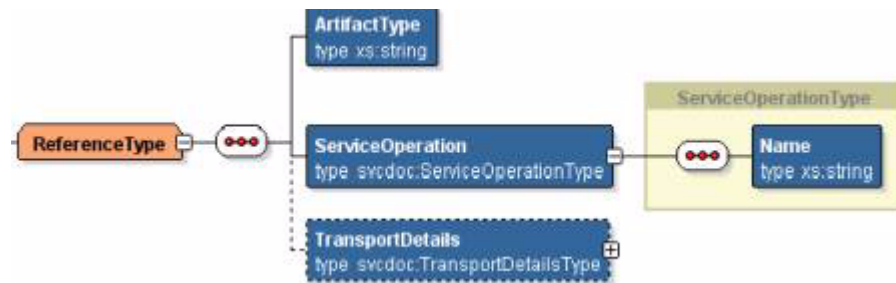 ArtifactType
type xs:string
ReferenceType
ServiceOperation
type svcdoc:ServiceOperationType
ServiceOperationType
Name
type xs:string
TransportDetails
type svcdoc:TransportDetailsType